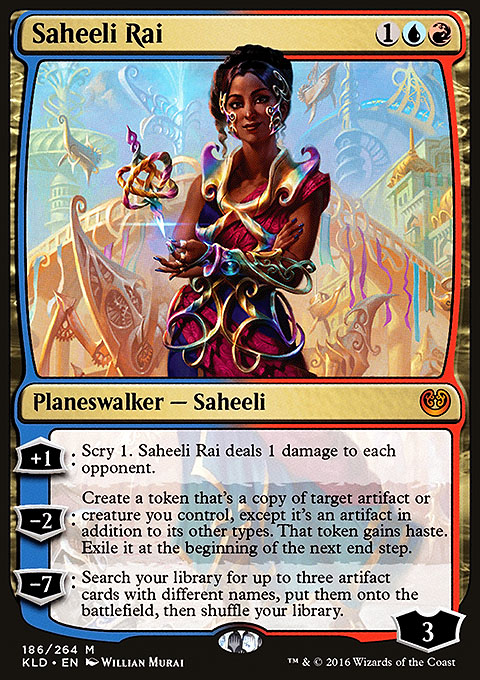 Saheeli Rai 1
Planeswalker — Saheeli
+1 : Scry 1. Saheeli Rai deals 1 damage to each
opponent.
Create a token that's a copy of target artifact or
creature you control, except it's an artifact in
-2 : addition to its other types. That token gains haste.
Exile it at the beginning of the next end step.
-7 : Search your library for up to three artifact
cards with different names, put them onto the
battlefield, then shuffle your library.
3
186/264 M
KLD • EN Willian Murai
™ & © 2016 Wizards of the Coast